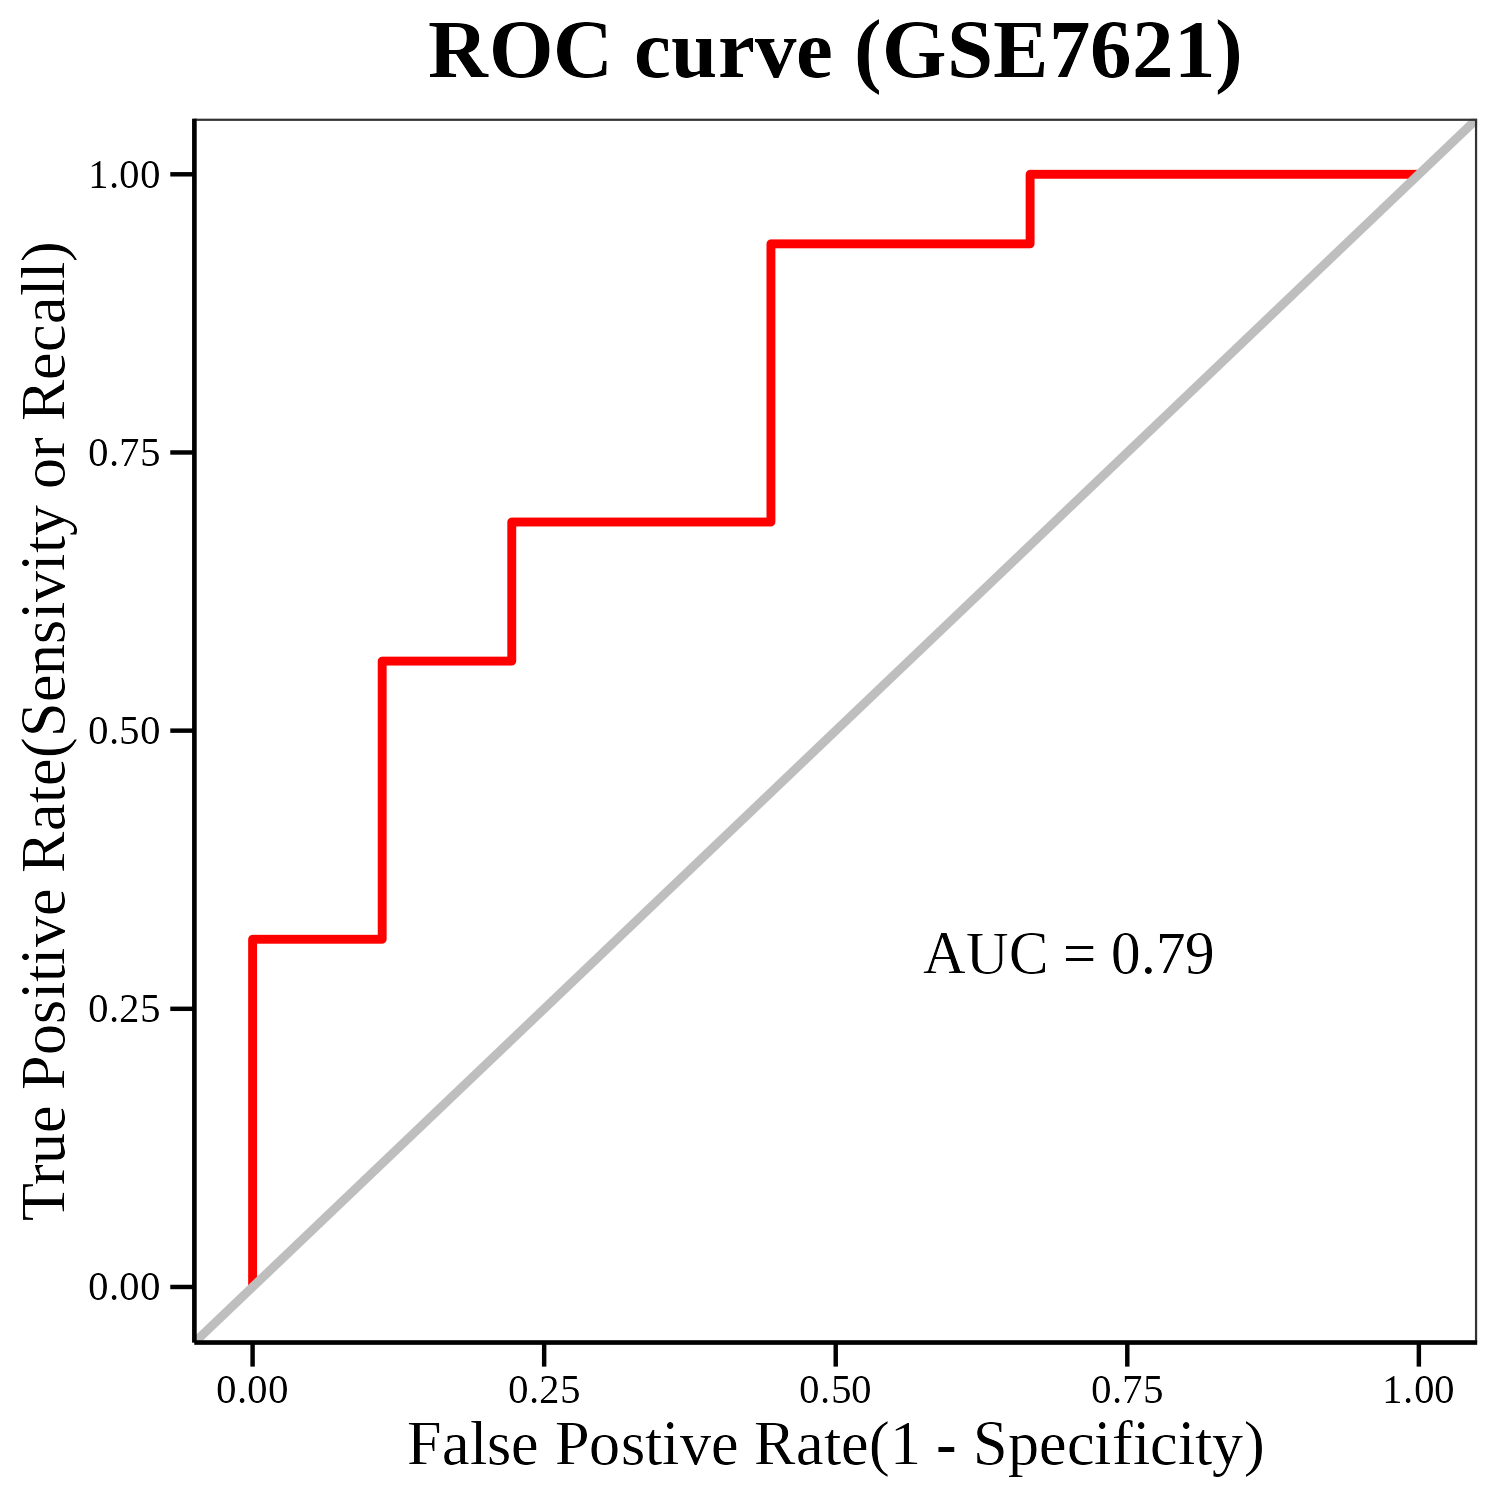 ROC curve (GSE7621)
True Positive Rate(Sensitivity or Recall)
1.00
0.75
0.50
0.25
0.00
AUC = 0.79
0.00 0.25 0.50 0.75 1.00
False Postive Rate(1 - Specificity)